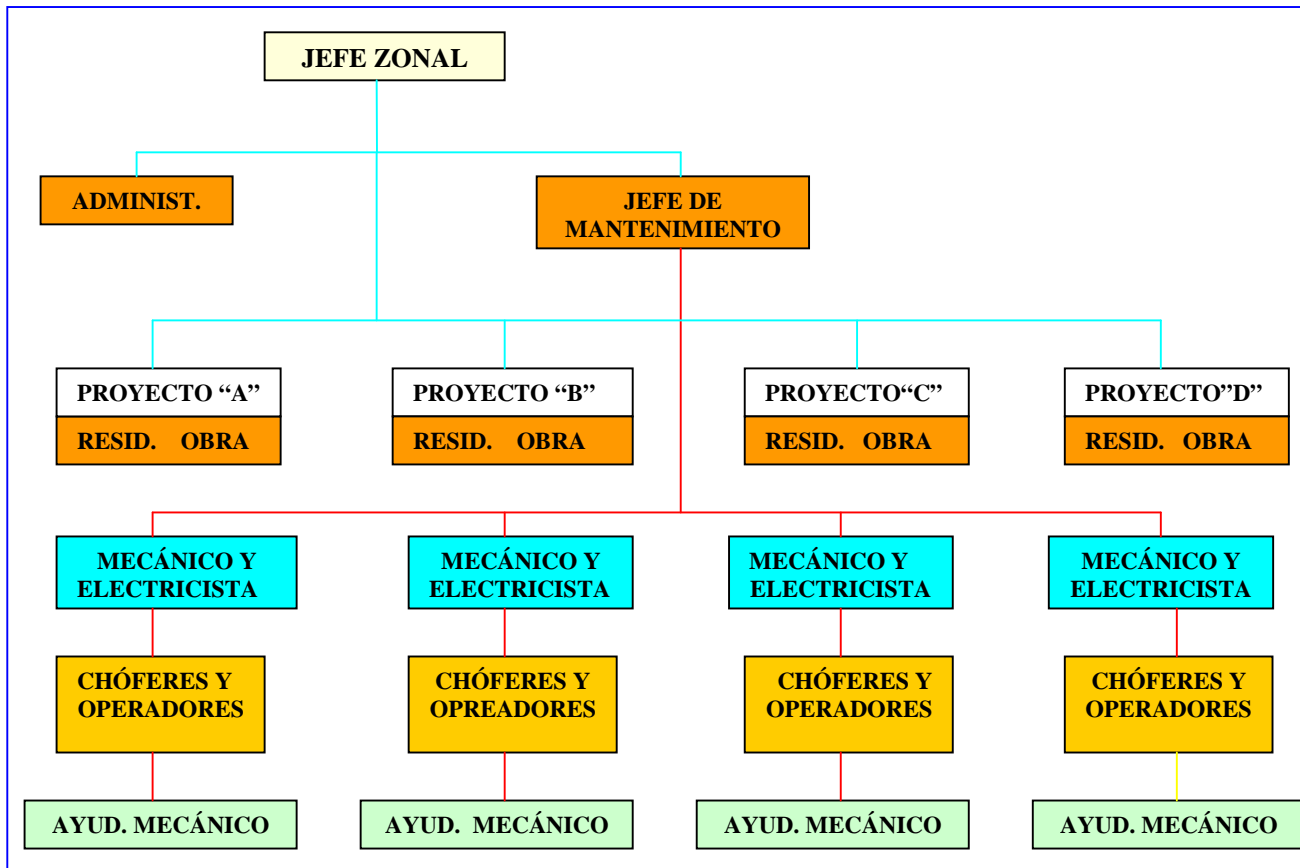 JEFE ZONAL
ADMINIST.
JEFE DE
MANTENIMIENTO
PROYECTO “A”
RESID. OBRA
PROYECTO “B”
RESID. OBRA
PROYECTO“C”
RESID. OBRA
PROYECTO”D”
RESID. OBRA
MECÁNICO Y
ELECTRICISTA
MECÁNICO Y
ELECTRICISTA
MECÁNICO Y
ELECTRICISTA
MECÁNICO Y
ELECTRICISTA
CHÓFERES Y
OPERADORES
CHÓFERES Y
OPREADORES
CHÓFERES Y
OPERADORES
CHÓFERES Y
OPERADORES
AYUD. MECÁNICO
AYUD. MECÁNICO
AYUD. MECÁNICO
AYUD. MECÁNICO